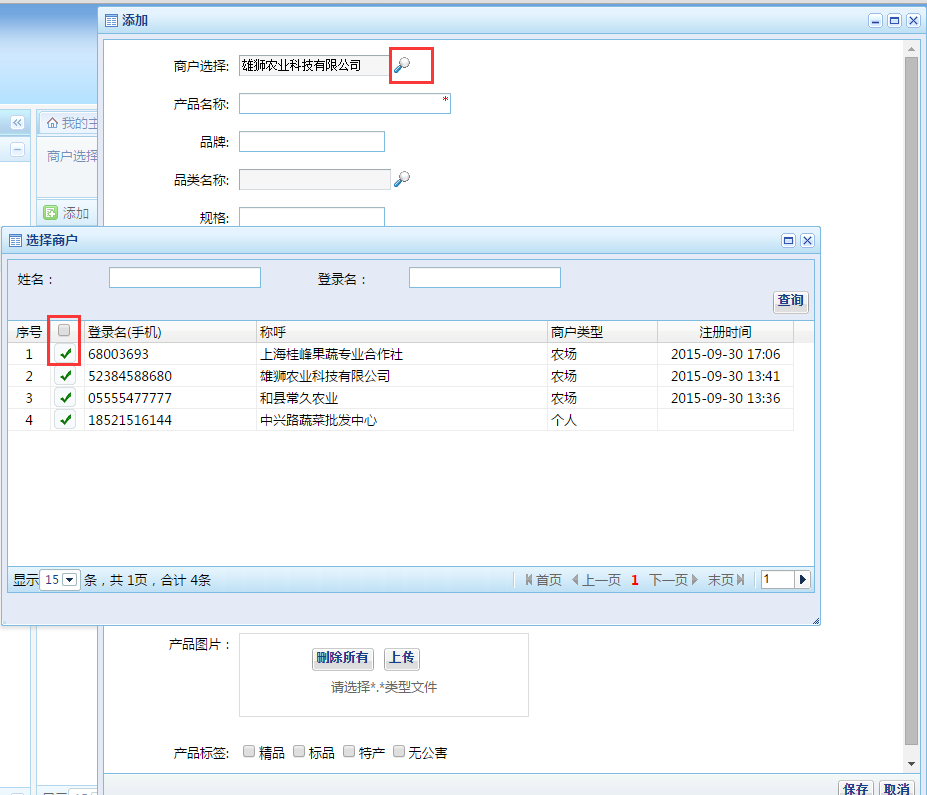 添加
商户选择: 雄狮农业科技有限公司
我的主
产品名称: *
品牌:
商户选择
品类名称:
添加
规格:
选择商户
姓名： 登录名：
查询
序号 登录名(手机) 称呼 商户类型 注册时间
1 68003693 上海桂峰果蔬专业合作社 农场 2015-09-30 17:06
2 52384588680 雄狮农业科技有限公司 农场 2015-09-30 13:41
3 05555477777 和县常久农业 农场 2015-09-30 13:36
4 18521516144 中兴路蔬菜批发中心 个人
显示 15 条，共 1页，合计 4条 首页 上一页 1 下一页 末页 1
产品图片：
删除所有 上传
请选择*.*类型文件
产品标签: 精品 标品 特产 无公害
保存 取消